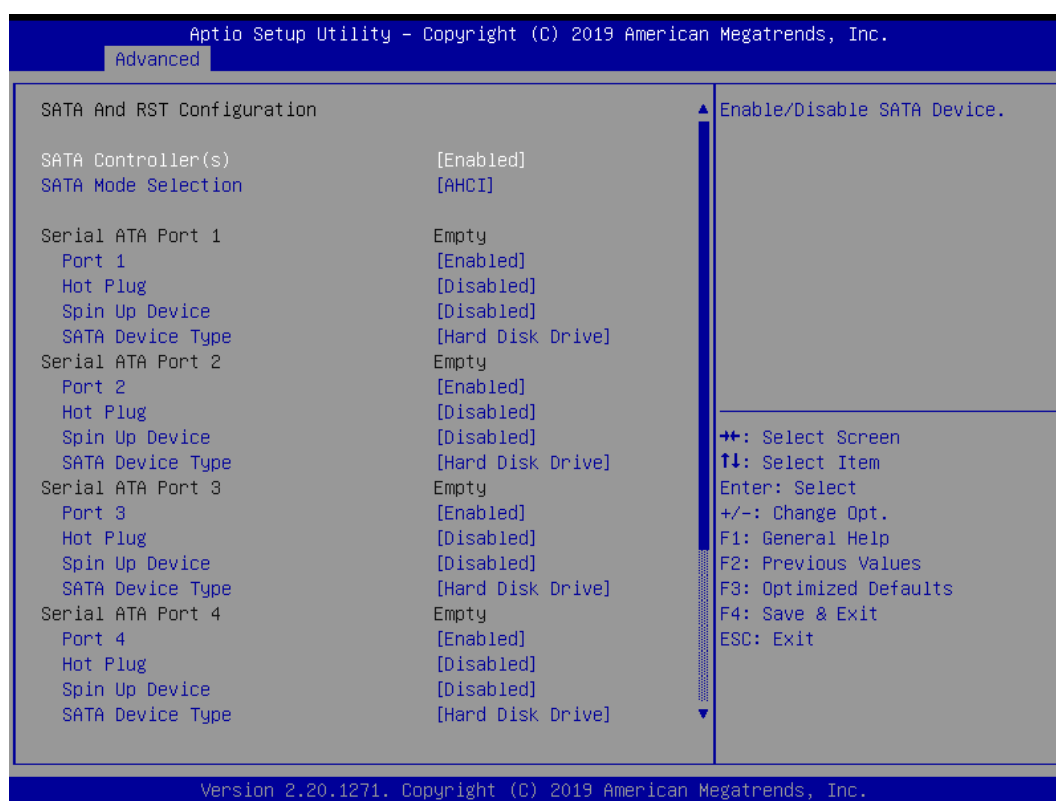 Aptio Setup Utility – Copyright (C) 2019 American Megatrends, Inc.
Advanced
SATA And RST Configuration
SATA Controller(s) [Enabled]
SATA Mode Selection [AHCI]
Serial ATA Port 1 Empty
Port 1 [Enabled]
Hot Plug [Disabled]
Spin Up Device [Disabled]
SATA Device Type [Hard Disk Drive]
Serial ATA Port 2 Empty
Port 2 [Enabled]
Hot Plug [Disabled]
Spin Up Device [Disabled]
SATA Device Type [Hard Disk Drive]
Serial ATA Port 3 Empty
Port 3 [Enabled]
Hot Plug [Disabled]
Spin Up Device [Disabled]
SATA Device Type [Hard Disk Drive]
Serial ATA Port 4 Empty
Port 4 [Enabled]
Hot Plug [Disabled]
Spin Up Device [Disabled]
SATA Device Type [Hard Disk Drive]
Enable/Disable SATA Device.
→←: Select Screen
↑↓: Select Item
Enter: Select
+/-: Change Opt.
F1: General Help
F2: Previous Values
F3: Optimized Defaults
F4: Save & Exit
ESC: Exit
Version 2.20.1271. Copyright (C) 2019 American Megatrends, Inc.